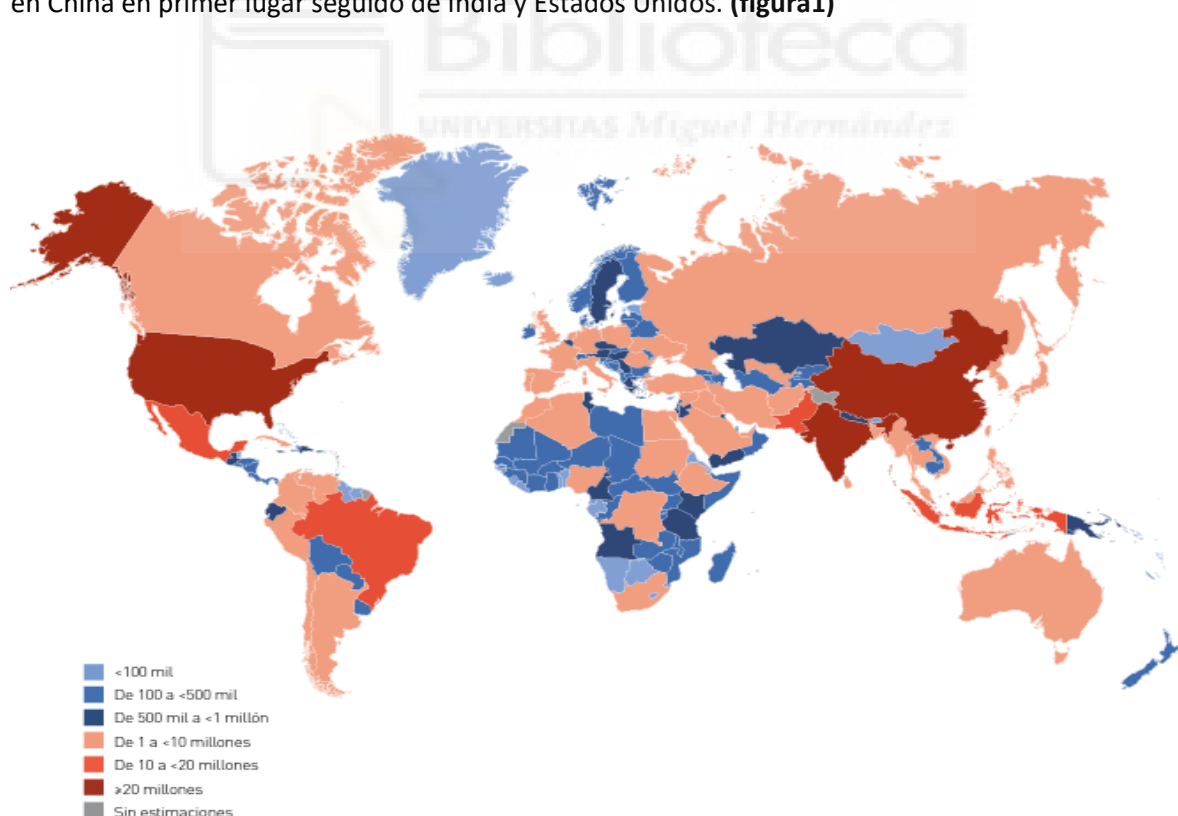 en China en primer lugar seguido de India y Estados Unidos. (figura1)
Biblioteca
UNIVERSITAS Miguel Hernández
<100 mil
De 100 a <500 mil
De 500 mil a <1 millón
De 1 a <10 millones
De 10 a <20 millones
≥20 millones
Sin estimaciones